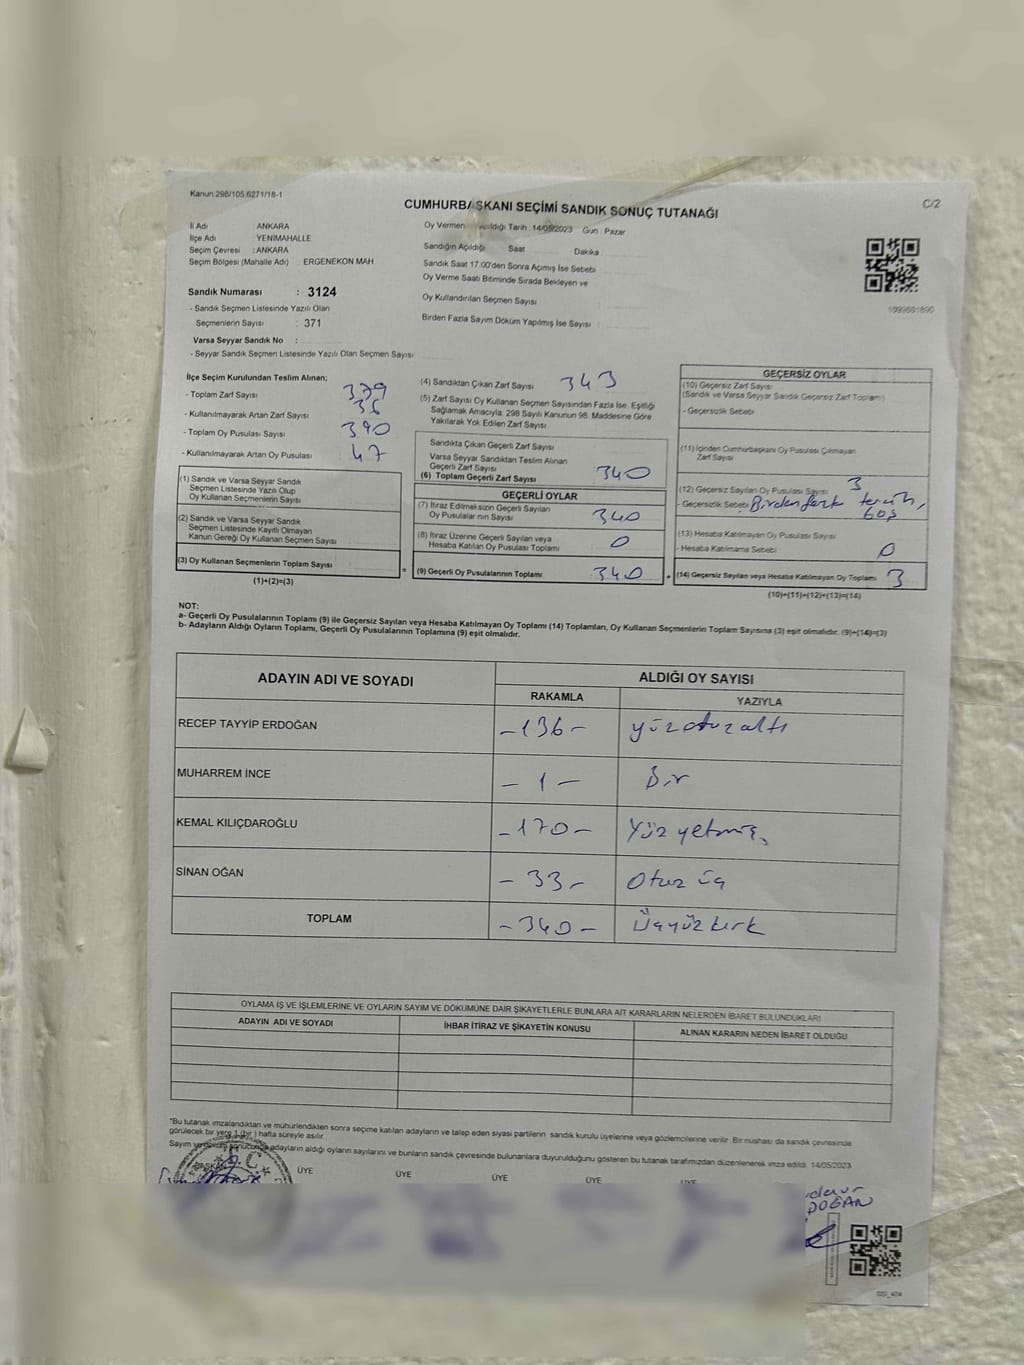 Kanun:298/105.6271/18-1
C/2
CUMHURBAŞKANI SEÇİMİ SANDIK SONUÇ TUTANAĞI
İl Adı ANKARA
İlçe Adı YENİMAHALLE
Seçim Çevresi : ANKARA
Seçim Bölgesi (Mahalle Adı) : ERGENEKON MAH.
Sandık Numarası : 3124
- Sandık Seçmen Listesinde Yazılı Olan
Seçmenlerin Sayısı : 371
Varsa Seyyar Sandık No :
- Seyyar Sandık Seçmen Listesinde Yazılı Olan Seçmen Sayısı
Oy Vermenin Tarihi 14/05/2023 Gün : Pazar
Sandığın Açıldığı Saat Dakika
Sandık Saat 17:00'den Sonra Açılmış İse Sebebi
Oy Verme Saati Bitiminde Sırada Bekleyen ve
Oy Kullandırılan Seçmen Sayısı
Birden Fazla Sayım Döküm Yapılmış İse Sayısı
İlçe Seçim Kurulundan Teslim Alınan;
- Toplam Zarf Sayısı 379
- Kullanılmayarak Artan Zarf Sayısı 36
- Toplam Oy Pusulası Sayısı 390
- Kullanılmayarak Artan Oy Pusulası 47
(1) Sandık ve Varsa Seyyar Sandık
Seçmen Listesinde Yazılı Olup
Oy Kullanan Seçmenlerin Sayısı
(2) Sandık ve Varsa Seyyar Sandık
Seçmen Listesinde Kayıtlı Olmayan
Kanun Gereği Oy Kullanan Seçmen Sayısı
(3) Oy Kullanan Seçmenlerin Toplam Sayısı
(1)+(2)=(3)
(4) Sandıktan Çıkan Zarf Sayısı 343
(5) Zarf Sayısı Oy Kullanan Seçmen Sayısından Fazla İse, Eşitliği
Sağlamak Amacıyla, 298 Sayılı Kanunun 98. Maddesine Göre
Yakılarak Yok Edilen Zarf Sayısı
Sandıkta Çıkan Geçerli Zarf Sayısı
Varsa Seyyar Sandıktan Teslim Alınan
Geçerli Zarf Sayısı
(6) Toplam Geçerli Zarf Sayısı 340
GEÇERLİ OYLAR
(7) İtiraz Edilmeksizin Geçerli Sayılan
Oy Pusulalarının Sayısı 340
(8) İtiraz Üzerine Geçerli Sayılan veya
Hesaba Katılan Oy Pusulası Toplamı 0
= (9) Geçerli Oy Pusulalarının Toplamı 340 +
GEÇERSİZ OYLAR
(10) Geçersiz Zarf Sayısı
(Sandık ve Varsa Seyyar Sandık Geçersiz Zarf Toplamı)
- Geçersizlik Sebebi
(11) İçinden Cumhurbaşkanı Oy Pusulası Çıkmayan
Zarf Sayısı
(12) Geçersiz Sayılan Oy Pusulası Sayısı 3
- Geçersizlik Sebebi Birden fazla tercih,
boş
(13) Hesaba Katılmayan Oy Pusulası Sayısı
- Hesaba Katılmama Sebebi 0
(14) Geçersiz Sayılan veya Hesaba Katılmayan Oy Toplamı 3
(10)+(11)+(12)+(13)=(14)
NOT:
a- Geçerli Oy Pusulalarının Toplamı (9) ile Geçersiz Sayılan veya Hesaba Katılmayan Oy Toplamı (14) Toplamları, Oy Kullanan Seçmenlerin Toplam Sayısına (3) eşit olmalıdır. (9)+(14)=(3)
b- Adayların Aldığı Oyların Toplamı, Geçerli Oy Pusulalarının Toplamına (9) eşit olmalıdır.
ADAYIN ADI VE SOYADI ALDIĞI OY SAYISI
RAKAMLA YAZIYLA
RECEP TAYYİP ERDOĞAN -136- yüzotuzaltı
MUHARREM İNCE -1- Bir
KEMAL KILIÇDAROĞLU -170- Yüzyetmiş
SİNAN OĞAN -33- Otuz üç
TOPLAM -340- Üçyüzkırk
OYLAMA İŞ VE İŞLEMLERİNE VE OYLARIN SAYIM VE DÖKÜMÜNE DAİR ŞİKAYETLERLE BUNLARA AİT KARARLARIN NELERDEN İBARET BULUNDUKLARI
ADAYIN ADI VE SOYADI İHBAR İTİRAZ VE ŞİKAYETİN KONUSU ALINAN KARARIN NEDEN İBARET OLDUĞU
*Bu tutanak imzalandıktan ve mühürlendikten sonra seçime katılan adayların ve talep eden siyasi partilerin sandık kurulu üyelerine veya gözlemcilerine verilir. Bir nüshası da sandık çevresinde
görülecek bir yere 1 (bir) hafta süreyle asılır.
Sayım ve döküm sonucunda adayların aldığı oyların sayılarını ve bunların sandık çevresinde bulunanlara duyurulduğunu gösteren bu tutanak tarafımızdan düzenlenerek imza edildi. 14/05/2023
BAŞKAN ÜYE ÜYE ÜYE ÜYE
DOĞAN